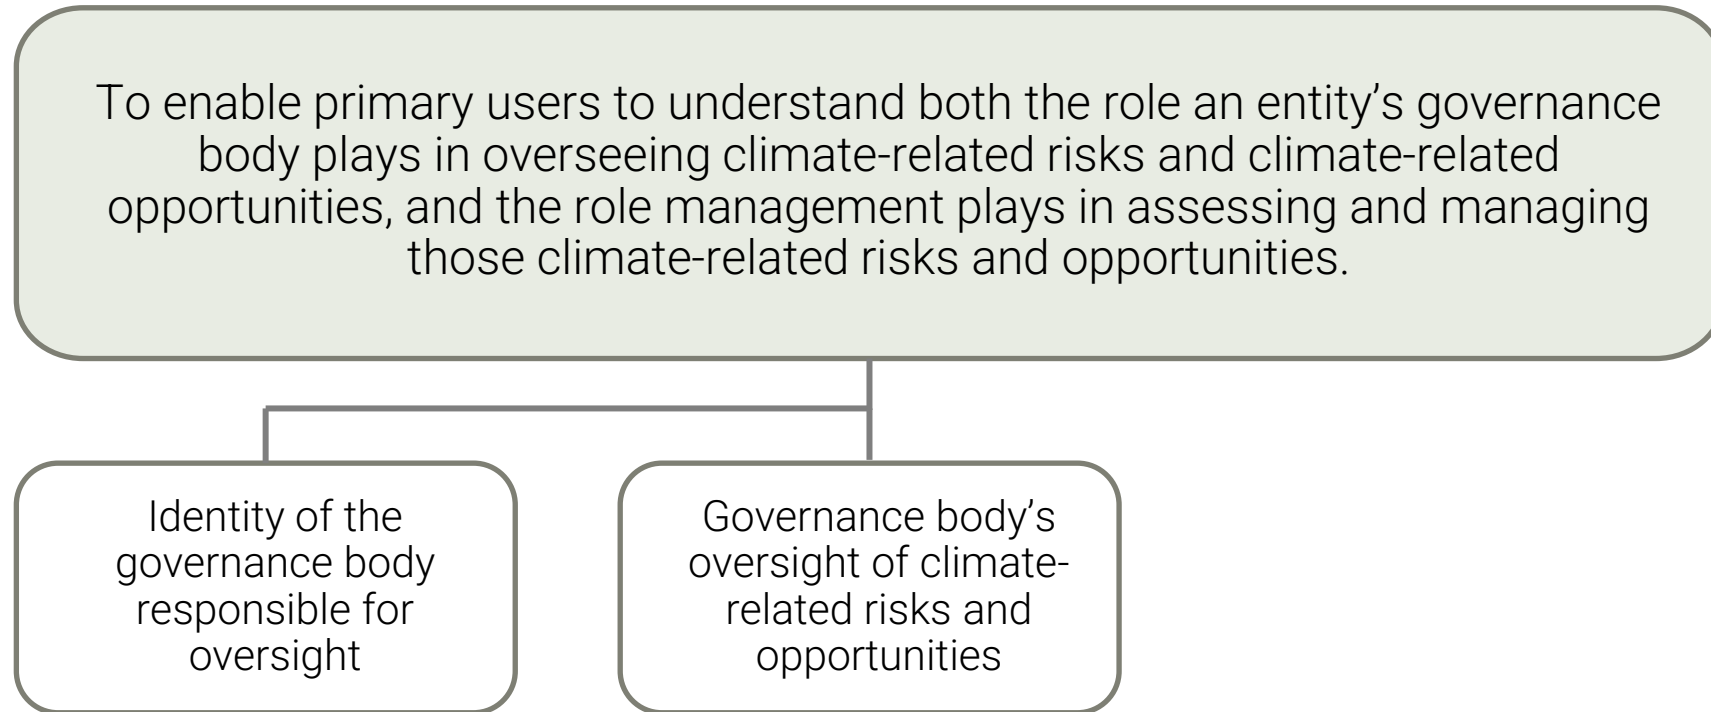 To enable primary users to understand both the role an entity’s governance
body plays in overseeing climate-related risks and climate-related
opportunities, and the role management plays in assessing and managing
those climate-related risks and opportunities.
Identity of the
governance body
responsible for
oversight
Governance body’s
oversight of climate-
related risks and
opportunities